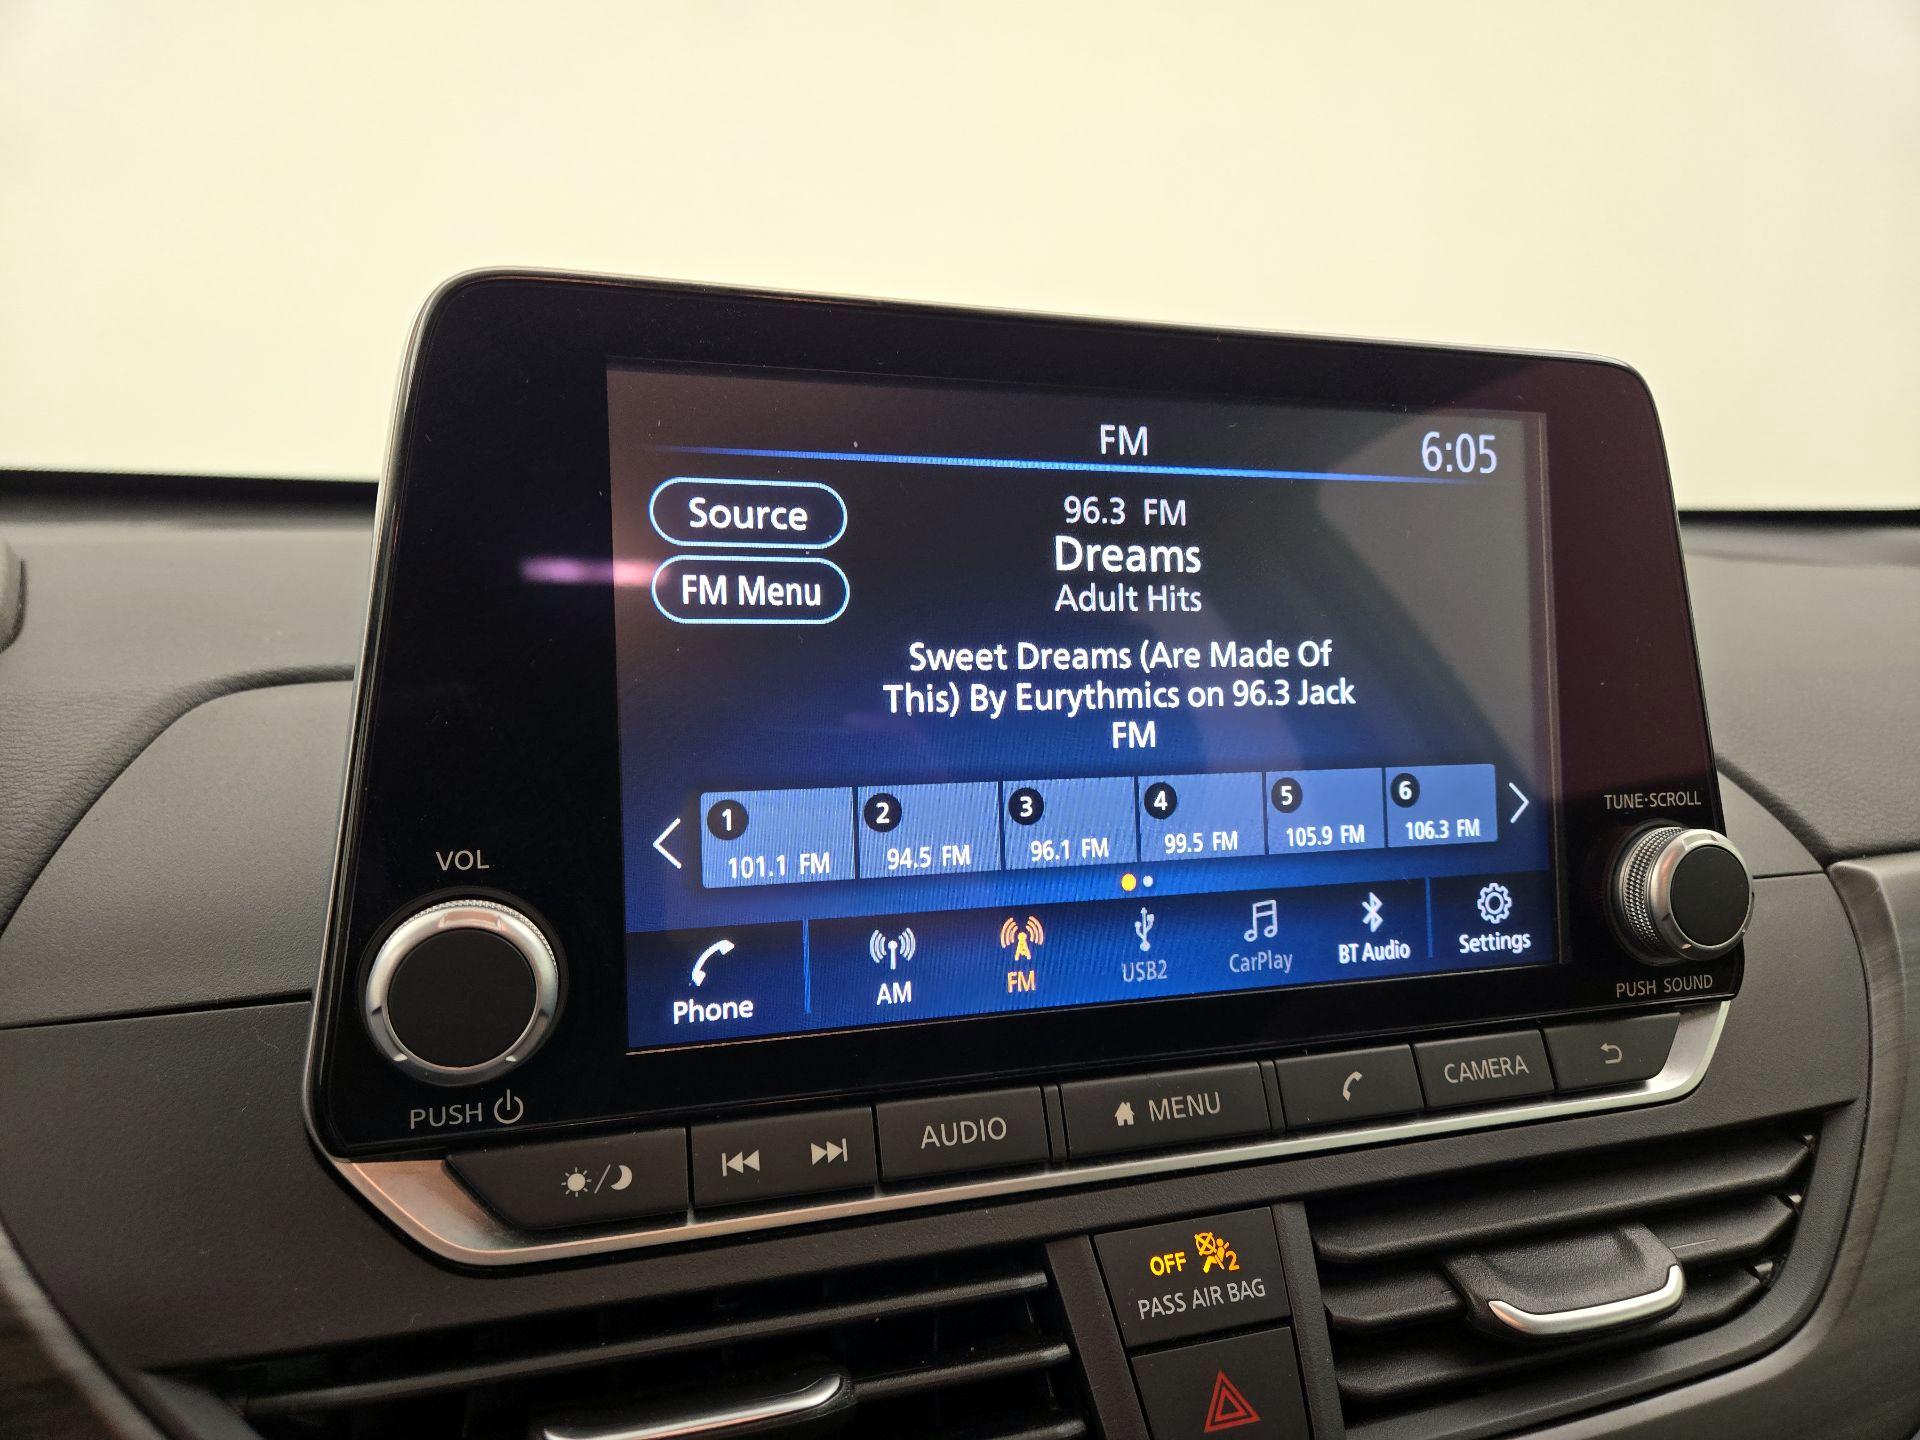 FM
6:05
Source
96.3 FM
Dreams
FM Menu
Adult Hits
Sweet Dreams (Are Made Of
This) By Eurythmics on 96.3 Jack
FM
1
101.1 FM
2
94.5 FM
3
96.1 FM
4
99.5 FM
5
105.9 FM
6
106.3 FM
Phone
AM
FM
USB2
CarPlay
BT Audio
Settings
VOL
PUSH
TUNE·SCROLL
PUSH SOUND
AUDIO
MENU
CAMERA
OFF 2
PASS AIR BAG